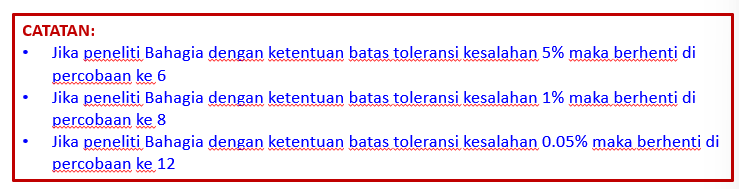 CATATAN:
• Jika peneliti Bahagia dengan ketentuan batas toleransi kesalahan 5% maka berhenti di
percobaan ke 6
• Jika peneliti Bahagia dengan ketentuan batas toleransi kesalahan 1% maka berhenti di
percobaan ke 8
• Jika peneliti Bahagia dengan ketentuan batas toleransi kesalahan 0.05% maka berhenti di
percobaan ke 12